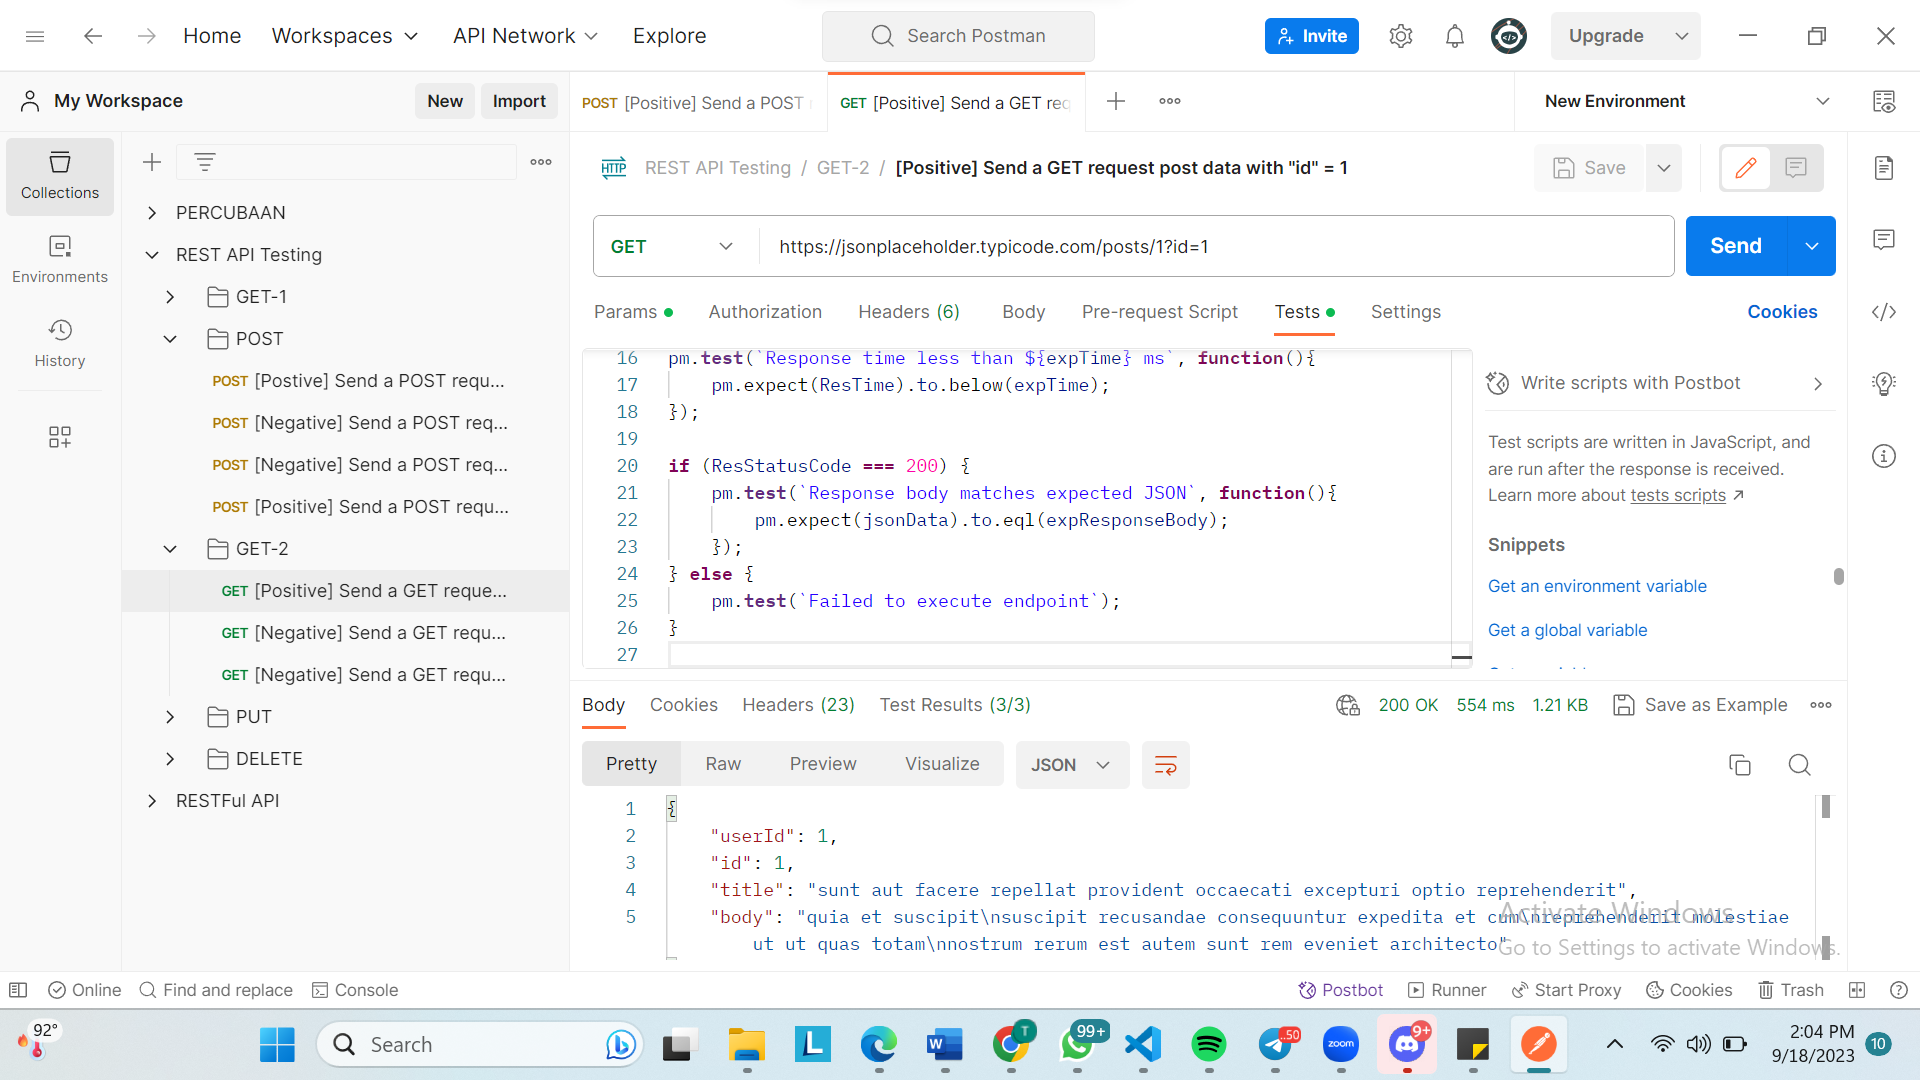 Home
Workspaces
API Network
Explore
Search Postman
Invite
Upgrade
My Workspace
New
Import
POST [Positive] Send a POST
GET [Positive] Send a GET req
New Environment
Collections
Environments
History
PERCUBAAN
REST API Testing
GET-1
POST
POST [Postive] Send a POST requ...
POST [Negative] Send a POST req...
POST [Negative] Send a POST req...
POST [Positive] Send a POST requ...
GET-2
GET [Positive] Send a GET reque...
GET [Negative] Send a GET requ...
GET [Negative] Send a GET requ...
PUT
DELETE
RESTFul API
HTTP REST API Testing / GET-2 / [Positive] Send a GET request post data with "id" = 1
Save
GET
https://jsonplaceholder.typicode.com/posts/1?id=1
Send
Params
Authorization
Headers (6)
Body
Pre-request Script
Tests
Settings
Cookies
16 pm.test(`Response time less than ${expTime} ms`, function(){
17 pm.expect(ResTime).to.below(expTime);
18 });
19
20 if (ResStatusCode === 200) {
21 pm.test(`Response body matches expected JSON`, function(){
22 pm.expect(jsonData).to.eql(expResponseBody);
23 });
24 } else {
25 pm.test(`Failed to execute endpoint`);
26 }
27
Write scripts with Postbot
Test scripts are written in JavaScript, and
are run after the response is received.
Learn more about tests scripts ↗
Snippets
Get an environment variable
Get a global variable
Body
Cookies
Headers (23)
Test Results (3/3)
200 OK
554 ms
1.21 KB
Save as Example
Pretty
Raw
Preview
Visualize
JSON
1 {
2 "userId": 1,
3 "id": 1,
4 "title": "sunt aut facere repellat provident occaecati excepturi optio reprehenderit",
5 "body": "quia et suscipit\nsuscipit recusandae consequuntur expedita et cum\nreprehenderit molestiae
ut ut quas totam\nnostrum rerum est autem sunt rem eveniet architecto"
Activate Windows
Go to Settings to activate Windows.
Online
Find and replace
Console
Postbot
Runner
Start Proxy
Cookies
Trash
92°
Search
W
T
99+
.50
zoom
9+
2:04 PM
9/18/2023
10